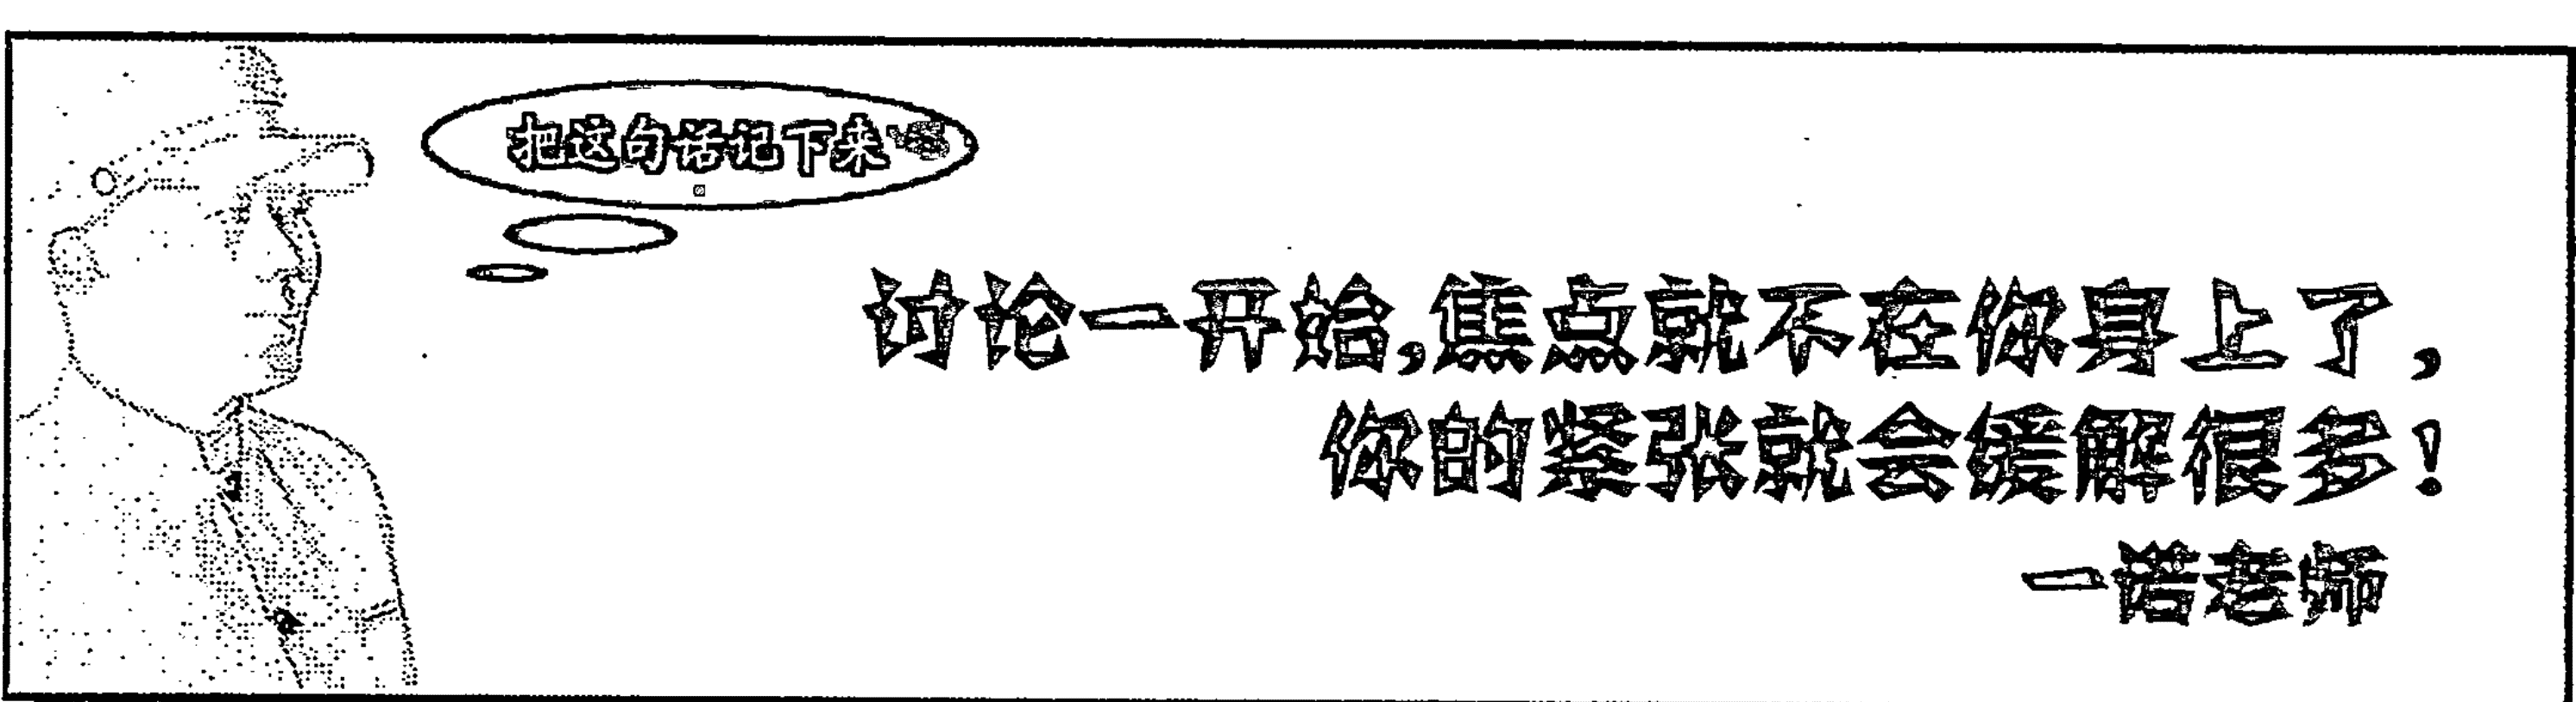 把这句话记下来
讨论一开始,焦点就不在你身上了,
你的紧张就会缓解很多!
一诺老师